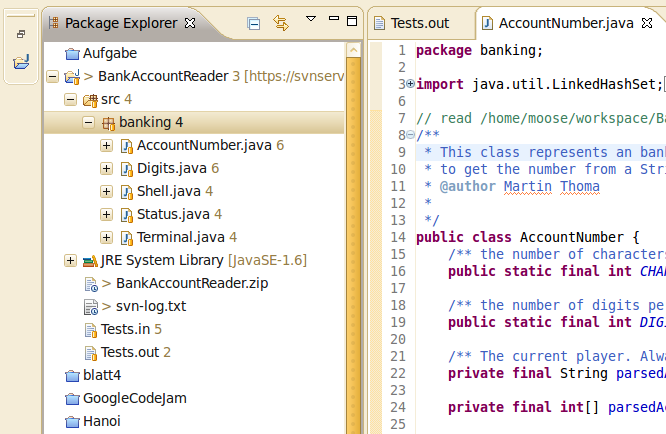 Package Explorer
Aufgabe
> BankAccountReader 3 [https://svnserv
src 4
banking 4
AccountNumber.java 6
Digits.java 6
Shell.java 4
Status.java 4
Terminal.java 4
JRE System Library [JavaSE-1.6]
> BankAccountReader.zip
> svn-log.txt
Tests.in 5
Tests.out 2
blatt4
GoogleCodeJam
Hanoi
Tests.out
AccountNumber.java
1 package banking;
2
3 import java.util.LinkedHashSet;
6
7 // read /home/moose/workspace/Ba
8 /**
9 * This class represents an bank
10 * to get the number from a Stri
11 * @author Martin Thoma
12 *
13 */
14 public class AccountNumber {
15 /** the number of characters
16 public static final int CHAR
17
18 /** the number of digits pe
19 public static final int DIGI
20
21 /** The current player. Alwa
22 private final String parsedA
23
24 private final int[] parsedAc
25